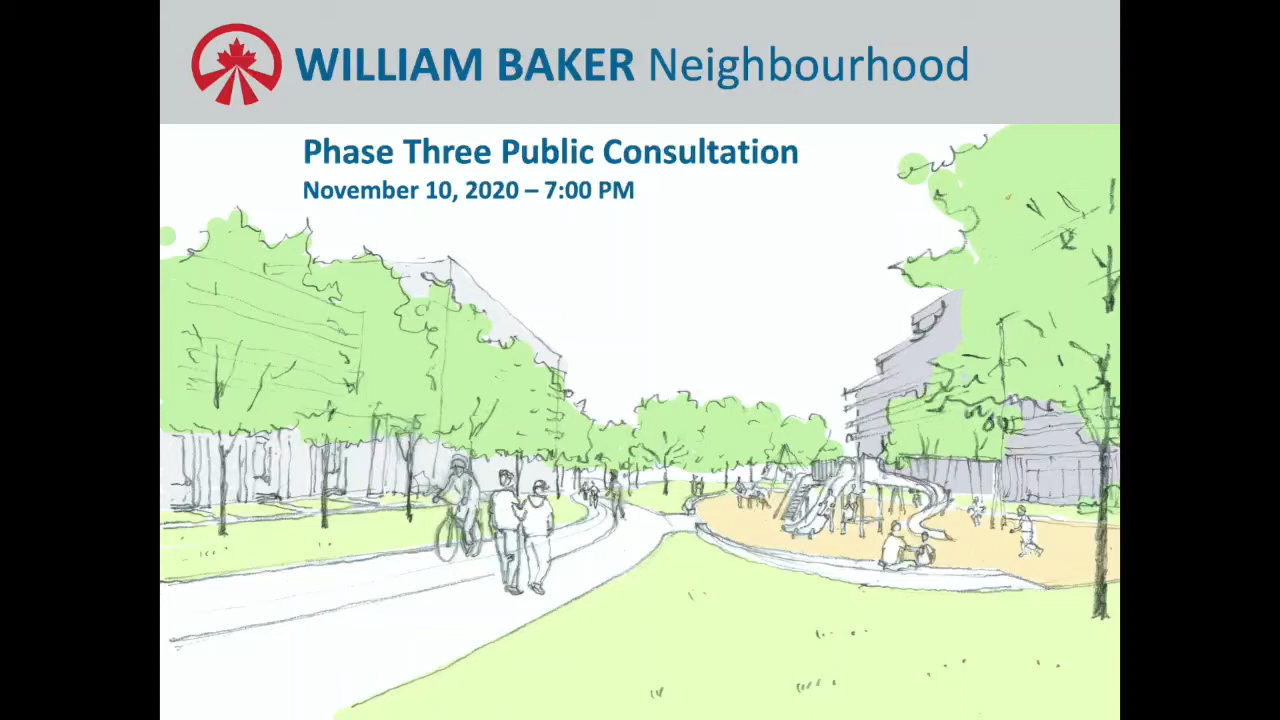 WILLIAM BAKER Neighbourhood
Phase Three Public Consultation
November 10, 2020 – 7:00 PM